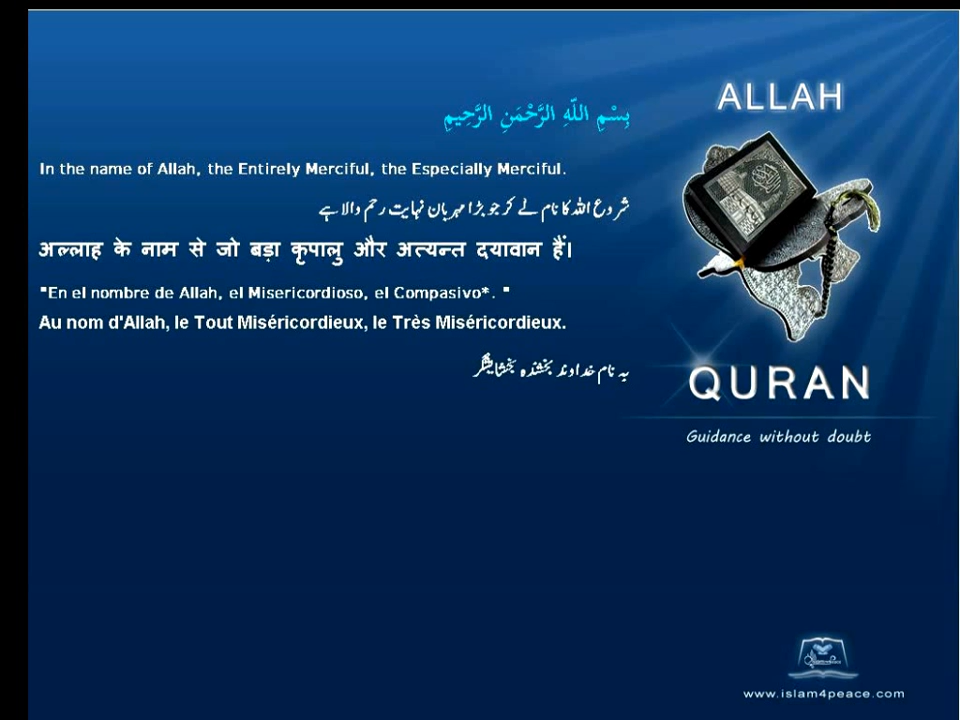 بِسْمِ اللّهِ الرَّحْمَنِ الرَّحِيمِ
In the name of Allah, the Entirely Merciful, the Especially Merciful.
شروع الله کا نام لے کر جو بڑا مہربان نہایت رحم والا ہے
अल्लाह के नाम से जो बड़ा कृपालु और अत्यन्त दयावान हैं।
"En el nombre de Allah, el Misericordioso, el Compasivo*. "
Au nom d'Allah, le Tout Miséricordieux, le Très Miséricordieux.
به نام خداوند بخشنده بخشایشگر
ALLAH
QURAN
Guidance without doubt
www.islam4peace.com